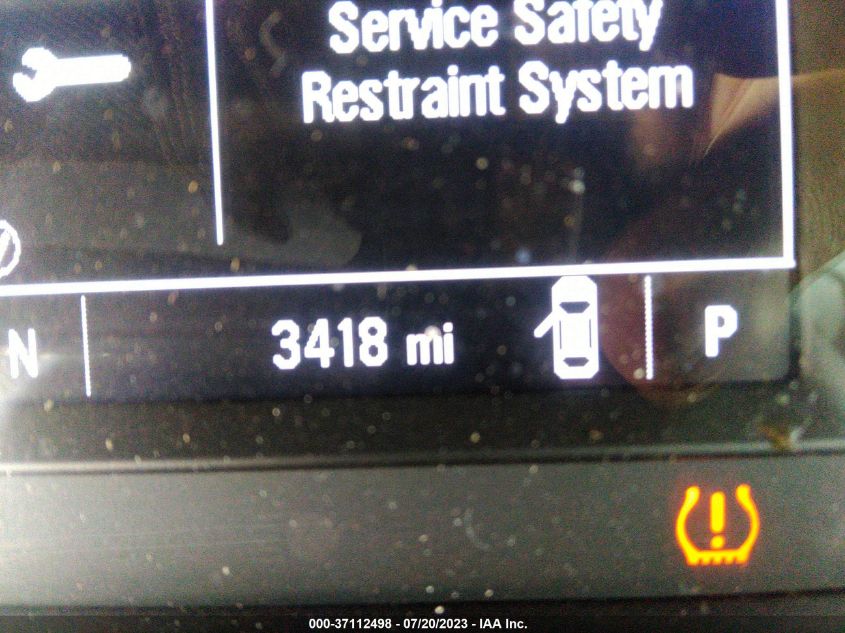 Service Safety
Restraint System
N
3418 mi
P
000-37112498 - 07/20/2023 - IAA Inc.